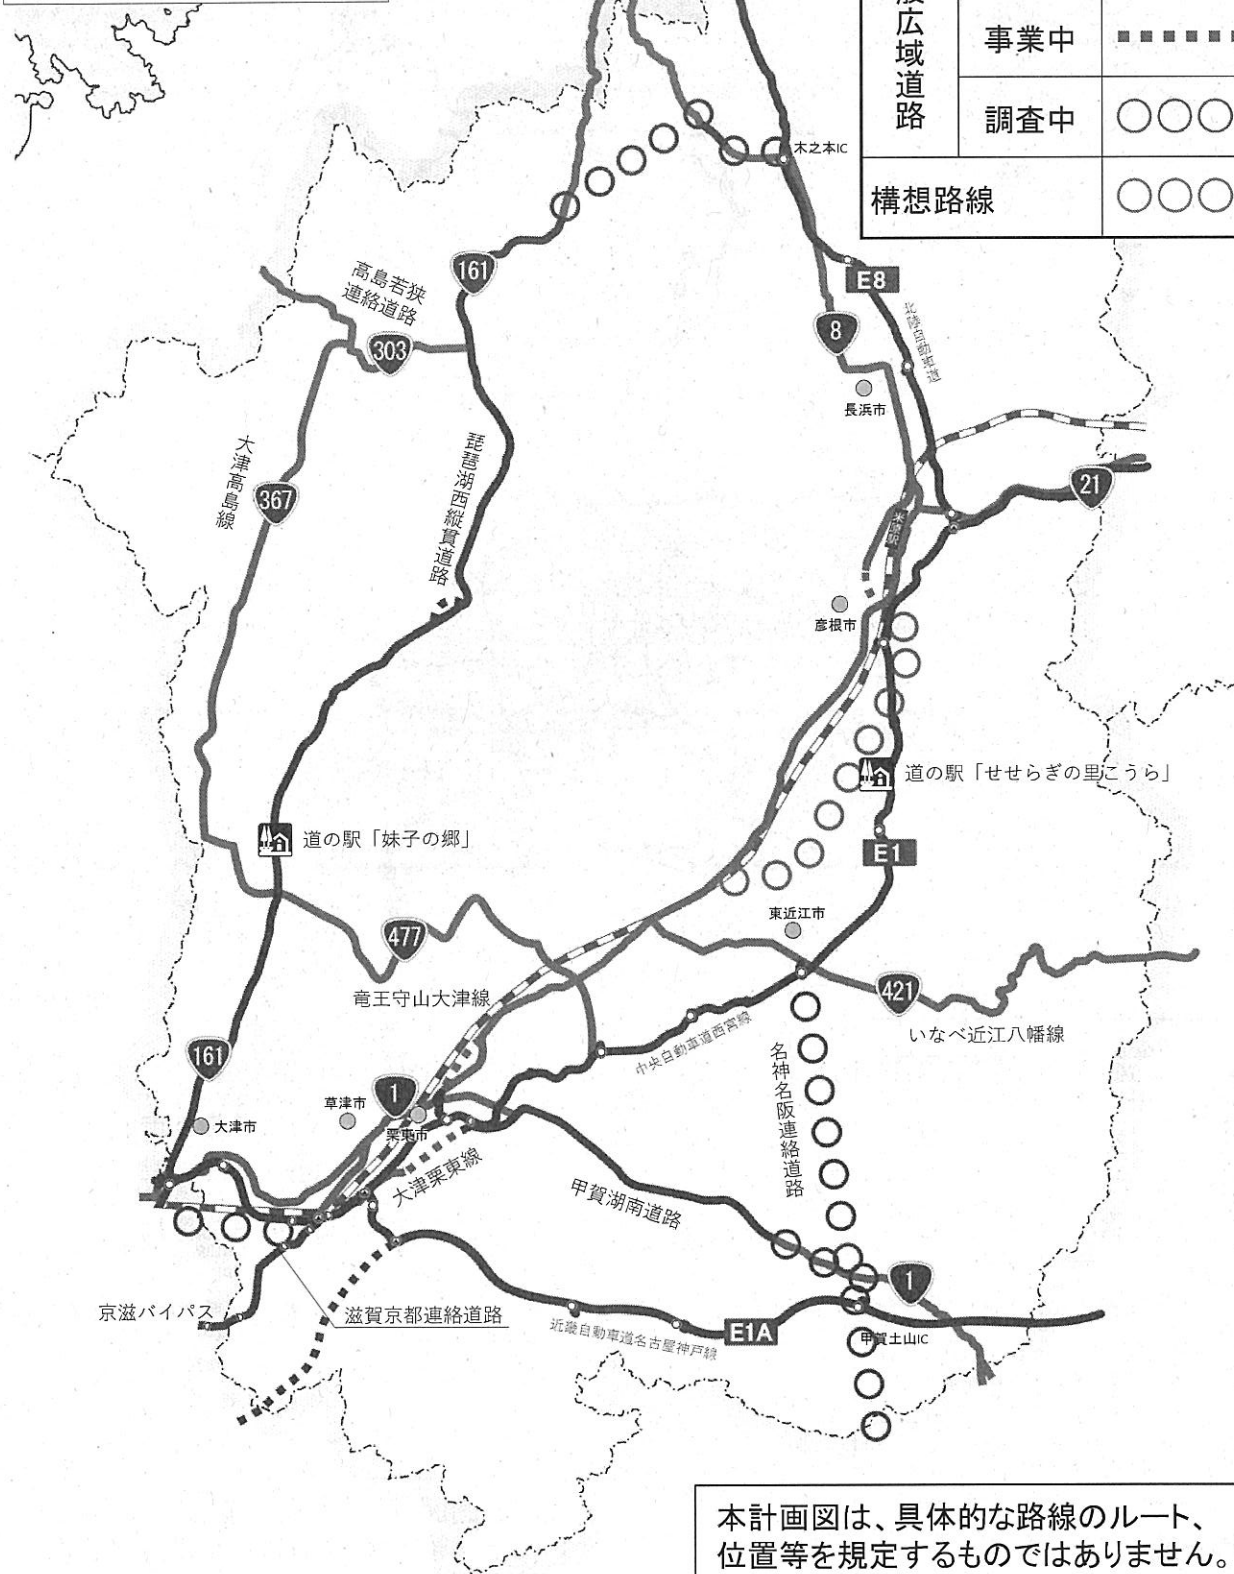 広域道路
事業中
調査中
構想路線
木之本IC
161
高島若狭
連絡道路
303
E8
8
長浜市
大津高島線
367
琵琶湖西縦貫道路
21
米原駅
彦根市
道の駅「せせらぎの里こうら」
道の駅「妹子の郷」
E1
東近江市
477
竜王守山大津線
421
いなべ近江八幡線
中央自動車道西宮線
名神名阪連絡道路
161
1
草津市
大津市
栗東市
大津栗東線
甲賀湖南道路
1
京滋バイパス
滋賀京都連絡道路
近畿自動車道名古屋神戸線
E1A
甲賀土山IC
本計画図は、具体的な路線のルート、
位置等を規定するものではありません。